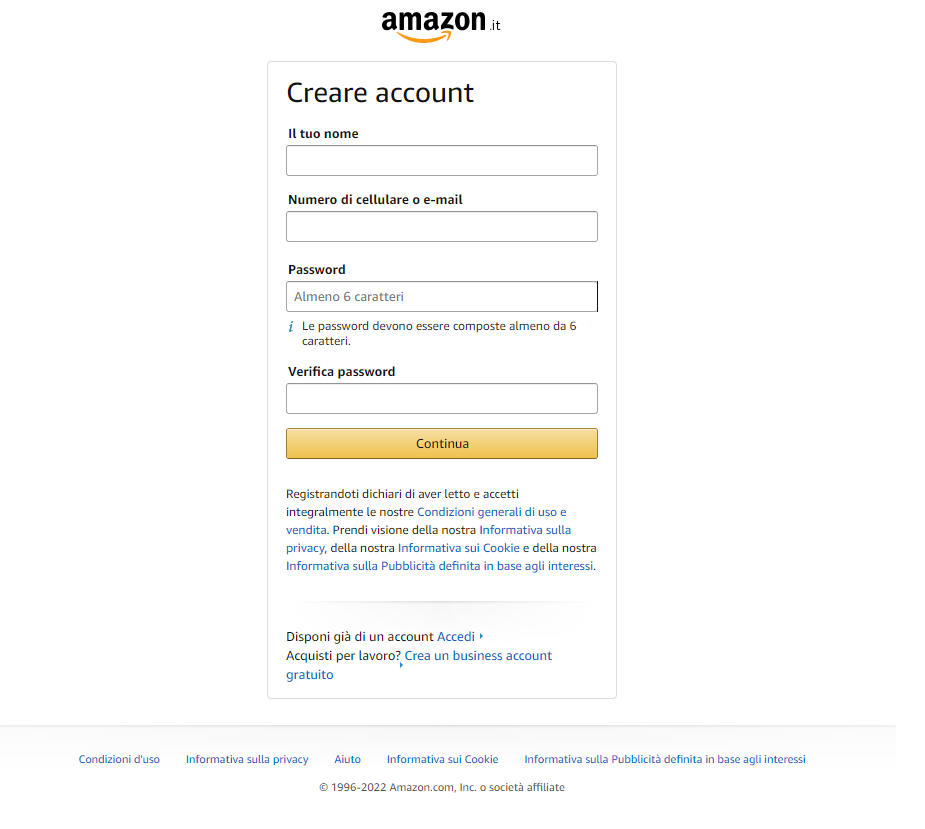 amazon.it
Creare account
Il tuo nome
Numero di cellulare o e-mail
Password
Almeno 6 caratteri
i Le password devono essere composte almeno da 6
caratteri.
Verifica password
Continua
Registrandoti dichiari di aver letto e accetti
integralmente le nostre Condizioni generali di uso e
vendita. Prendi visione della nostra Informativa sulla
privacy, della nostra Informativa sui Cookie e della nostra
Informativa sulla Pubblicità definita in base agli interessi.
Disponi già di un account Accedi
Acquisti per lavoro? Crea un business account
gratuito
Condizioni d'uso Informativa sulla privacy Aiuto Informativa sui Cookie Informativa sulla Pubblicità definita in base agli interessi
© 1996-2022 Amazon.com, Inc. o società affiliate